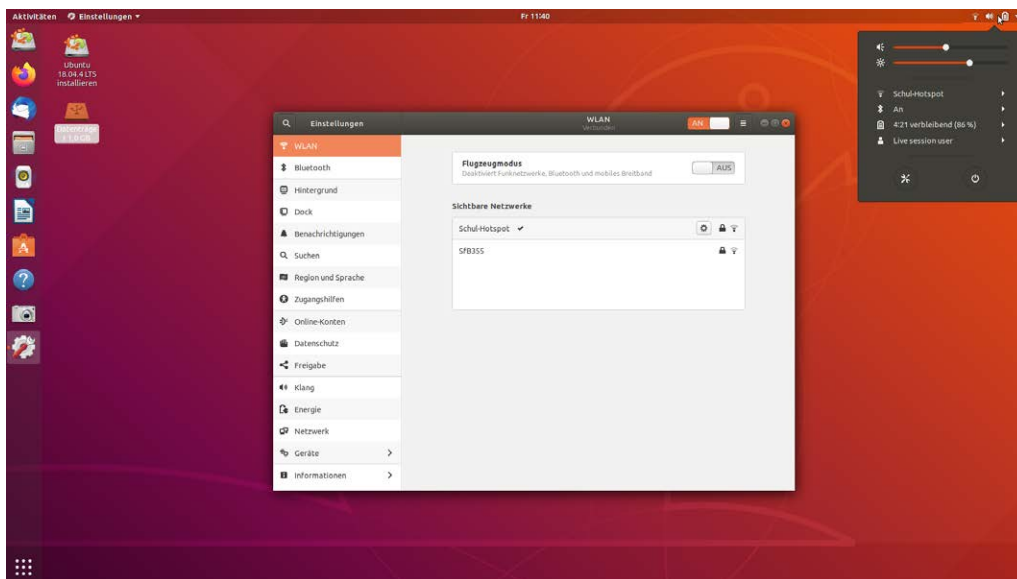 Aktivitäten
Einstellungen
Fr 11:40
Ubuntu
18.04.4 LTS
installieren
Einstellungen
WLAN
Verbunden
AN
WLAN
Bluetooth
Hintergrund
Dock
Benachrichtigungen
Suchen
Region und Sprache
Zugangshilfen
Online-Konten
Datenschutz
Freigabe
Klang
Energie
Netzwerk
Geräte
Informationen
Flugzeugmodus
Deaktiviert Funknetzwerke, Bluetooth und mobiles Breitband
AUS
Sichtbare Netzwerke
Schul-Hotspot
SfB355
Schul-Hotspot
An
4:21 verbleibend (86 %)
Live session user